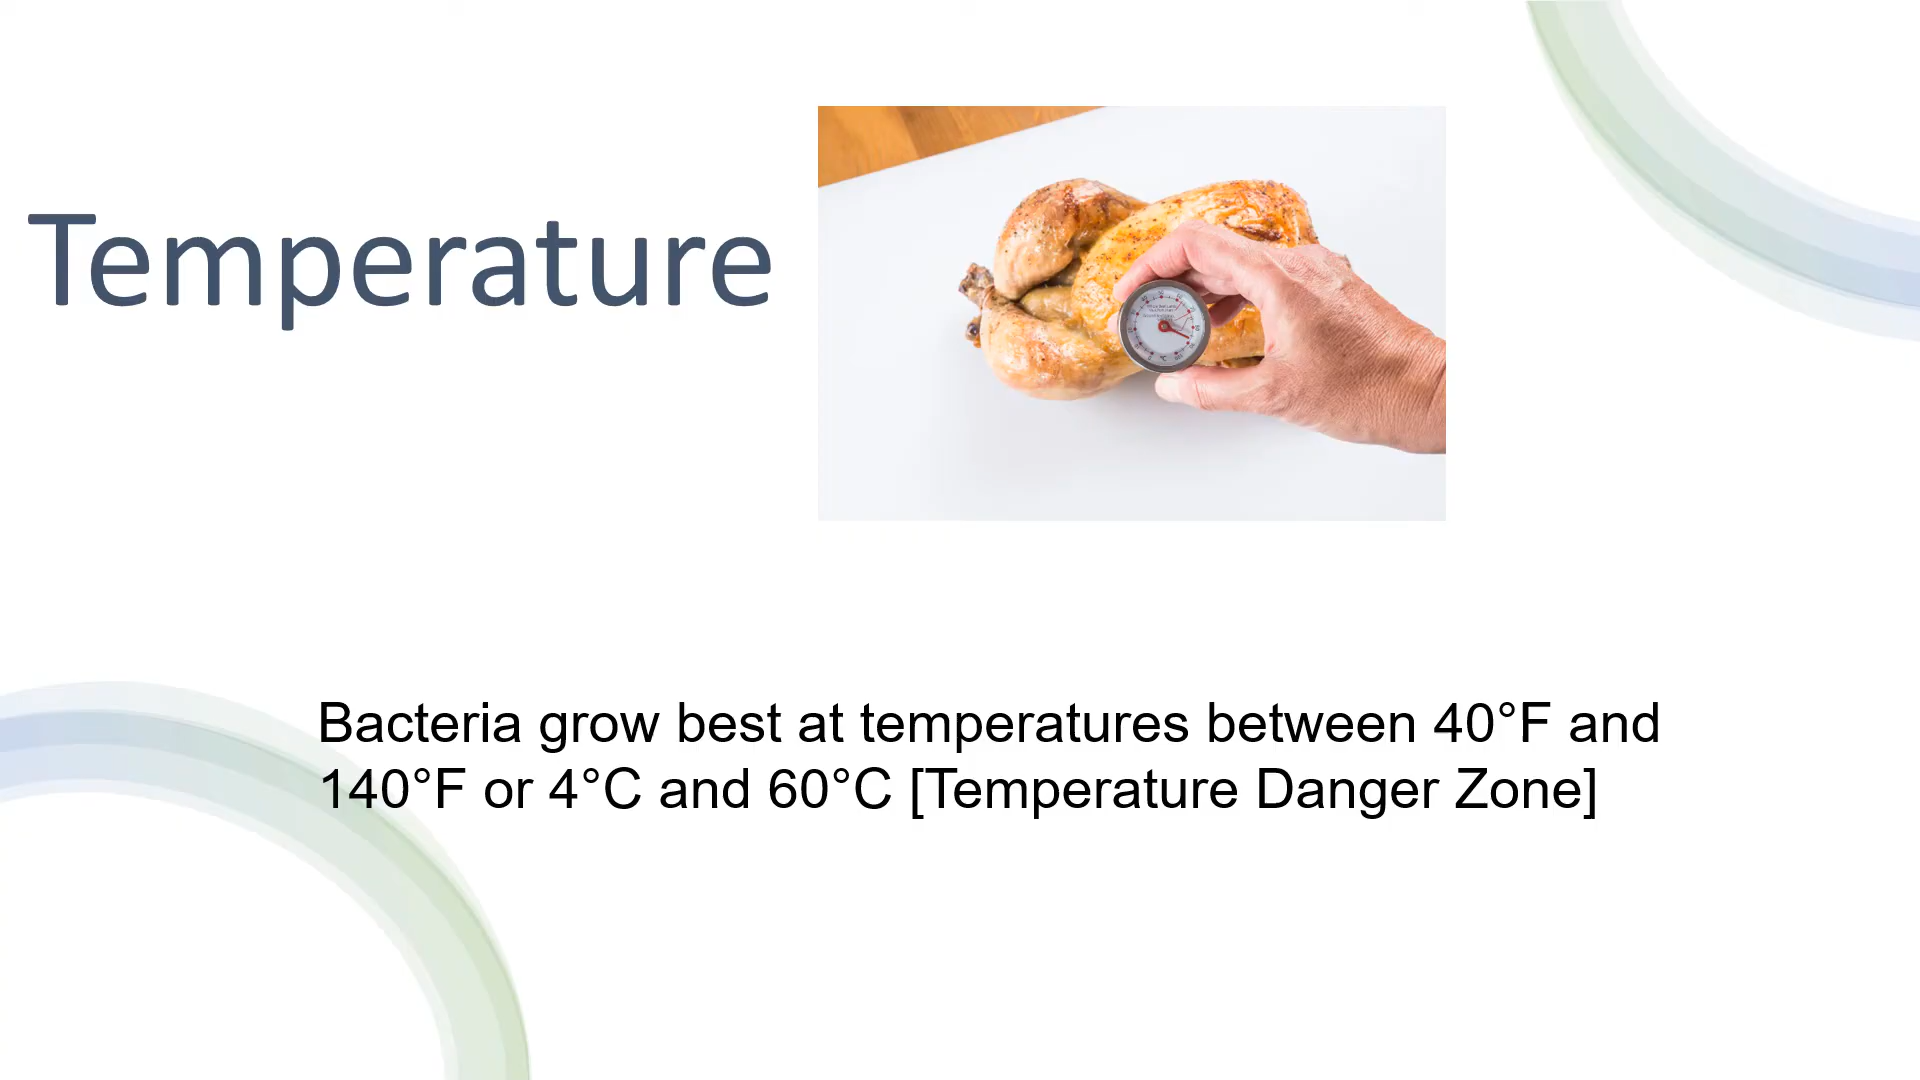 Temperature
°C
Bacteria grow best at temperatures between 40°F and
140°F or 4°C and 60°C [Temperature Danger Zone]